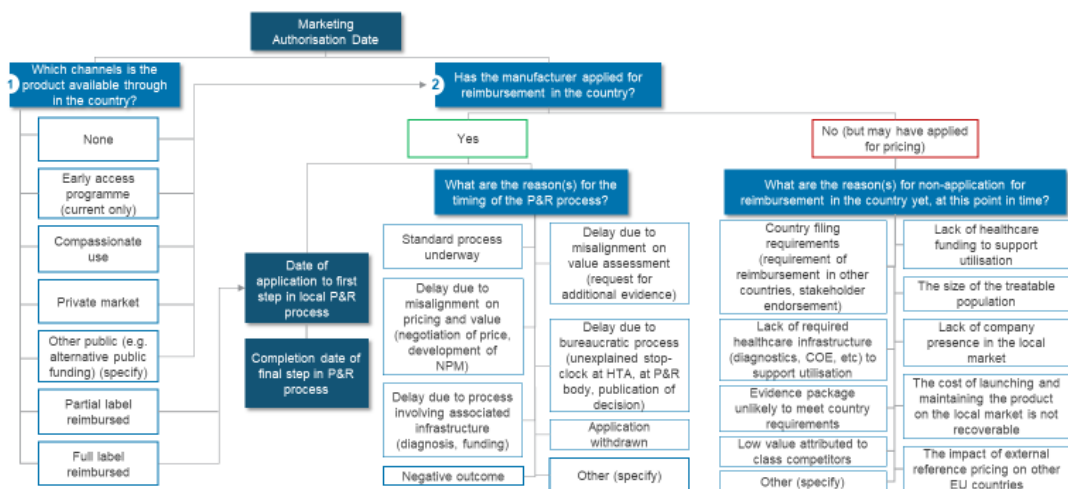 Marketing
Authorisation Date
1
Which channels is the
product available through
in the country?
None
Early access
programme
(current only)
Compassionate
use
Private market
Other public (e.g.
alternative public
funding) (specify)
Partial label
reimbursed
Full label
reimbursed
2
Has the manufacturer applied for
reimbursement in the country?
Yes
Date of
application to first
step in local P&R
process
Completion date of
final step in P&R
process
What are the reason(s) for the
timing of the P&R process?
Standard process
underway
Delay due to
misalignment on
pricing and value
(negotiation of price,
development of
NPM)
Delay due to process
involving associated
infrastructure
(diagnosis, funding)
Negative outcome
Delay due to
misalignment on
value assessment
(request for
additional evidence)
Delay due to
bureaucratic process
(unexplained stop-
clock at HTA, at P&R
body, publication of
decision)
Application
withdrawn
Other (specify)
No (but may have applied
for pricing)
What are the reason(s) for non-application for
reimbursement in the country yet, at this point in time?
Country filing
requirements
(requirement of
reimbursement in other
countries, stakeholder
endorsement)
Lack of required
healthcare infrastructure
(diagnostics, COE, etc) to
support utilisation
Evidence package
unlikely to meet country
requirements
Low value attributed to
class competitors
Other (specify)
Lack of healthcare
funding to support
utilisation
The size of the treatable
population
Lack of company
presence in the local
market
The cost of launching and
maintaining the product
on the local market is not
recoverable
The impact of external
reference pricing on other
EU countries